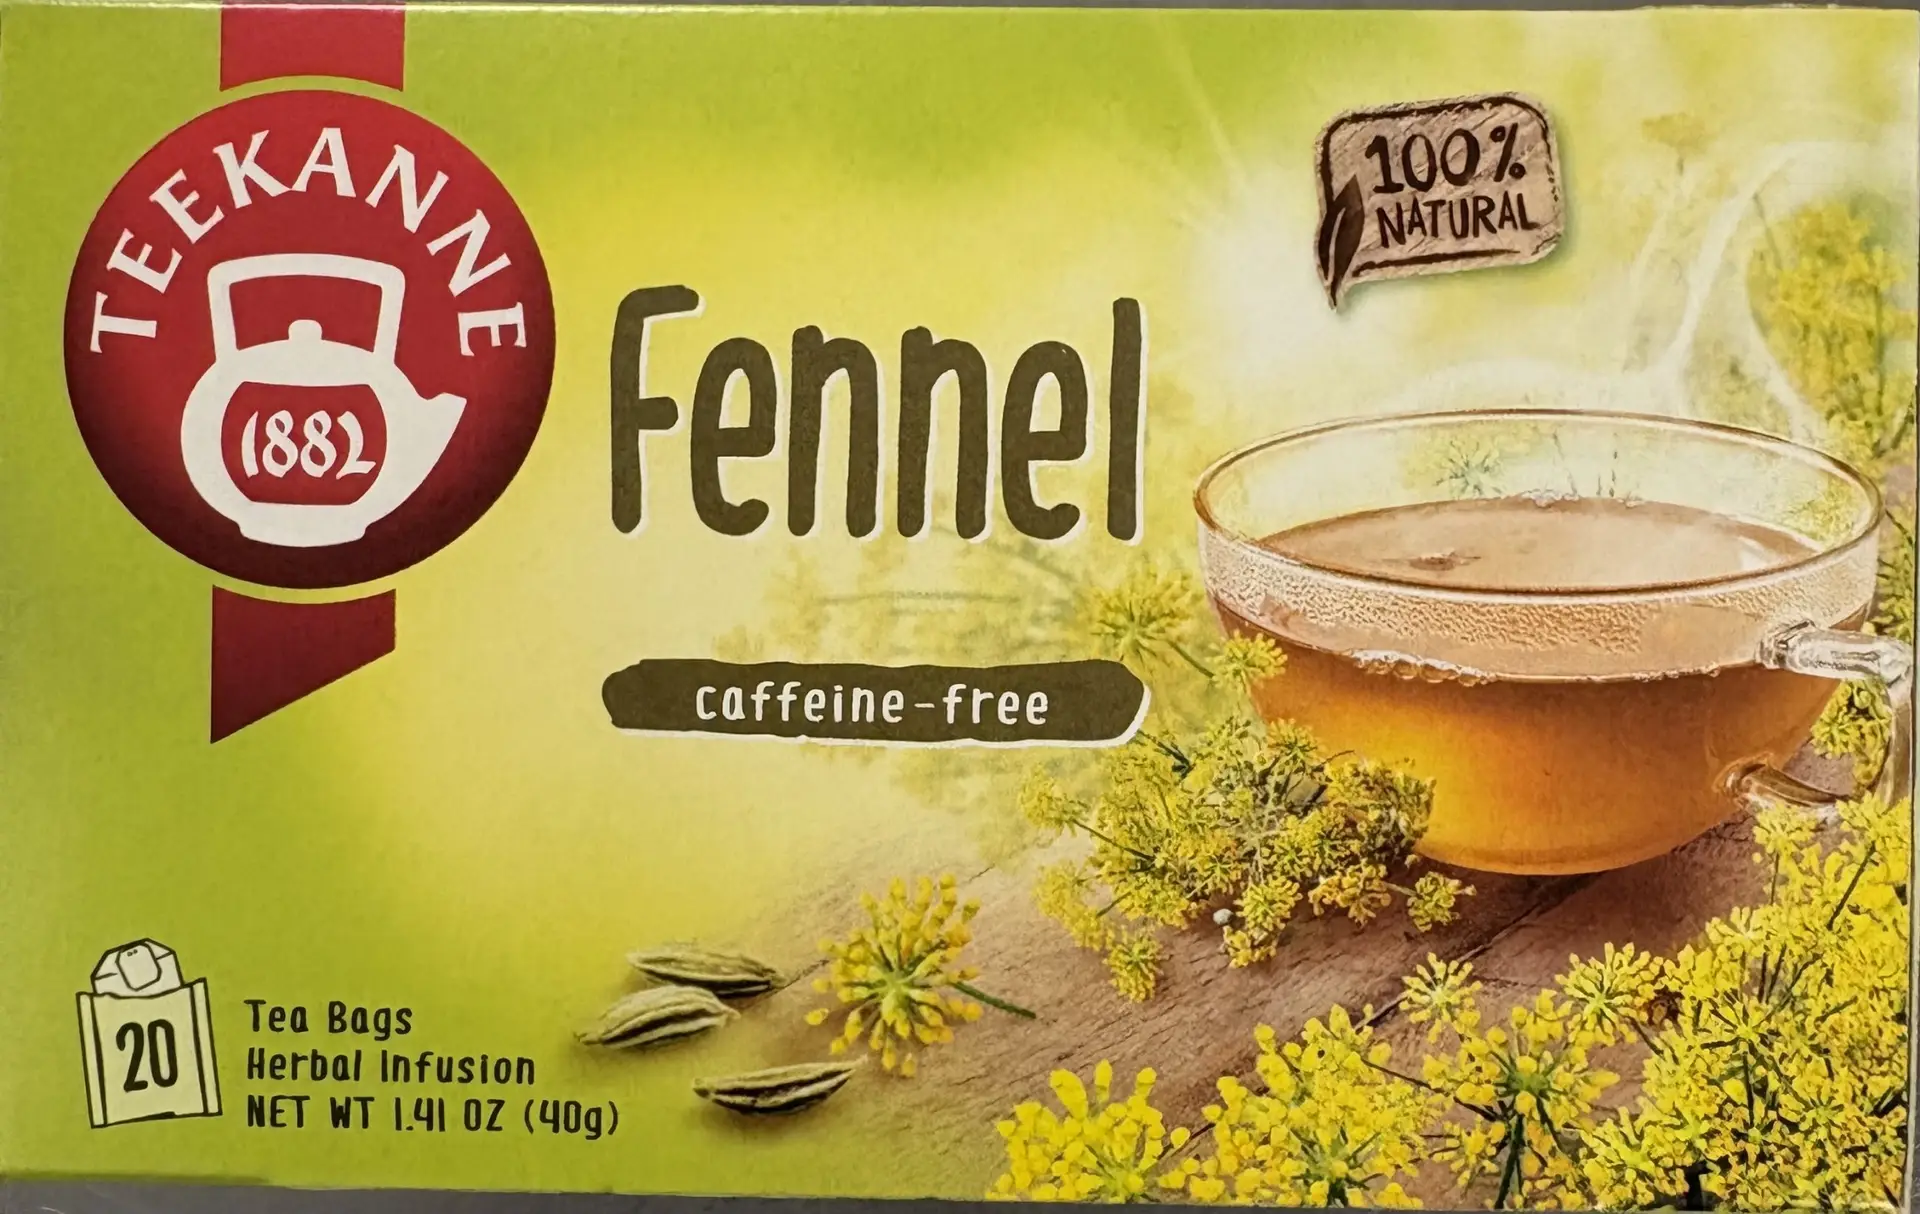 TEEKANNE
1882
100%
NATURAL
Fennel
caffeine-free
20
Tea Bags
Herbal Infusion
NET WT 1.41 OZ (40g)